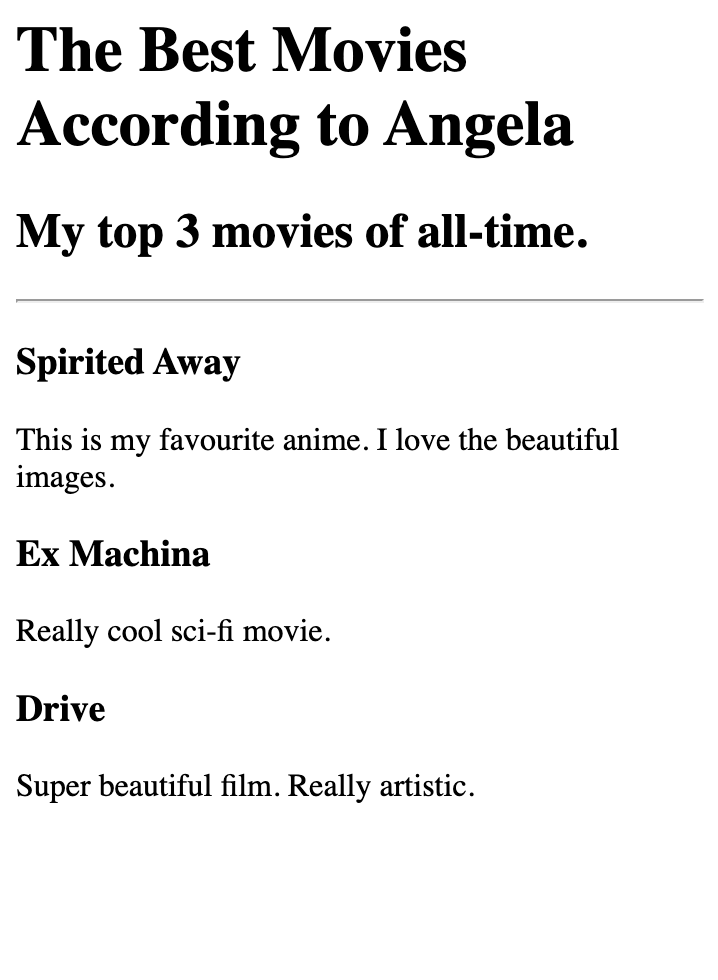 The Best Movies
According to Angela
My top 3 movies of all-time.
Spirited Away
This is my favourite anime. I love the beautiful
images.
Ex Machina
Really cool sci-fi movie.
Drive
Super beautiful film. Really artistic.